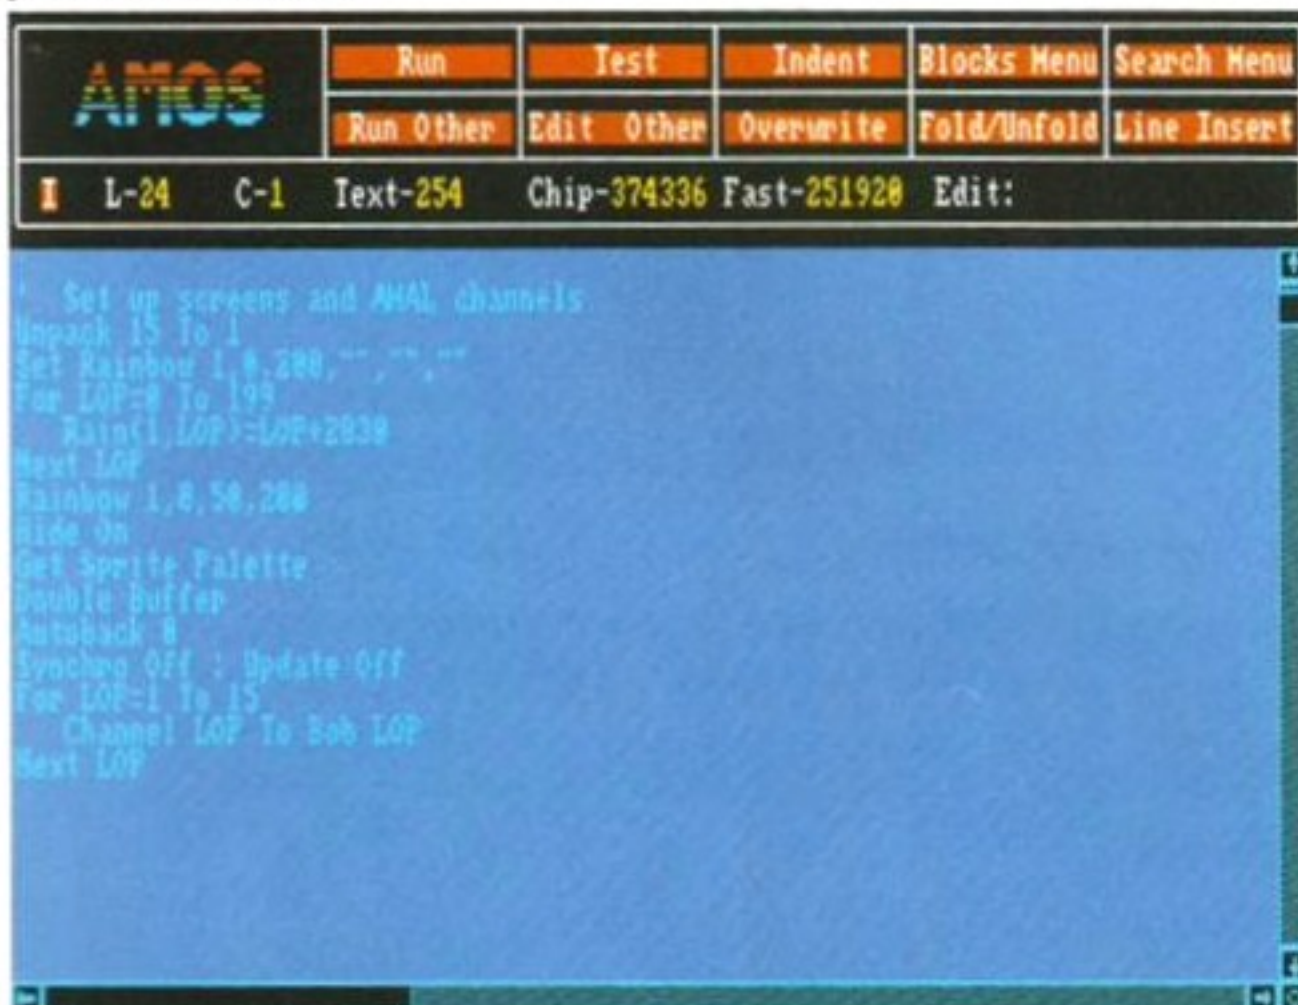 AMOS
Run Test Indent Blocks Menu Search Menu
Run Other Edit Other Overwrite Fold/Unfold Line Insert
I L-24 C-1 Text-254 Chip-374336 Fast-251920 Edit:
' Set up screens and AMAL channels
Unpack 15 To 1
Set Rainbow 1,0,200,"","",""
For LOP=0 To 199
Rain(1,LOP)=LOP+2830
Next LOP
Rainbow 1,0,50,200
Hide On
Get Sprite Palette
Double Buffer
Autoback 0
Synchro Off : Update Off
For LOP=1 To 15
Channel LOP To Bob LOP
Next LOP